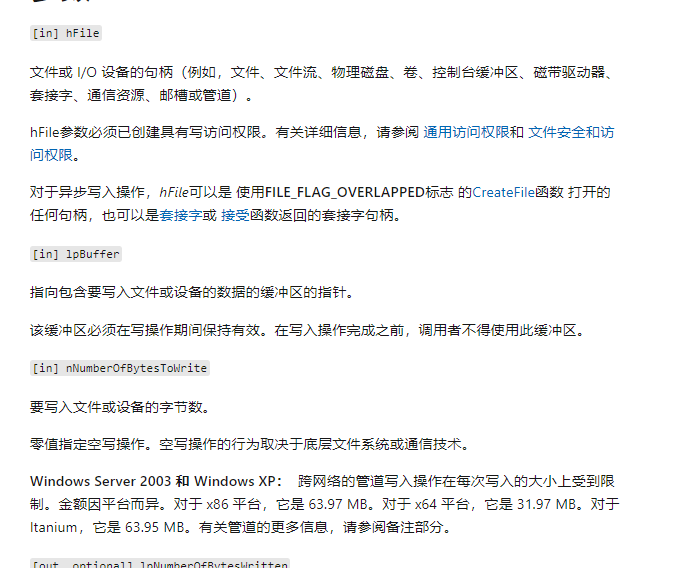 [in] hFile
文件或 I/O 设备的句柄（例如，文件、文件流、物理磁盘、卷、控制台缓冲区、磁带驱动器、
套接字、通信资源、邮槽或管道）。
hFile参数必须已创建具有写访问权限。有关详细信息，请参阅 通用访问权限和 文件安全和访
问权限。
对于异步写入操作，hFile可以是 使用FILE_FLAG_OVERLAPPED标志 的CreateFile函数 打开的
任何句柄，也可以是套接字或 接受函数返回的套接字句柄。
[in] lpBuffer
指向包含要写入文件或设备的数据的缓冲区的指针。
该缓冲区必须在写操作期间保持有效。在写入操作完成之前，调用者不得使用此缓冲区。
[in] nNumberOfBytesToWrite
要写入文件或设备的字节数。
零值指定空写操作。空写操作的行为取决于底层文件系统或通信技术。
Windows Server 2003 和 Windows XP： 跨网络的管道写入操作在每次写入的大小上受到限
制。金额因平台而异。对于 x86 平台，它是 63.97 MB。对于 x64 平台，它是 31.97 MB。对于
Itanium，它是 63.95 MB。有关管道的更多信息，请参阅备注部分。
[out, optional] lpNumberOfBytesWritten